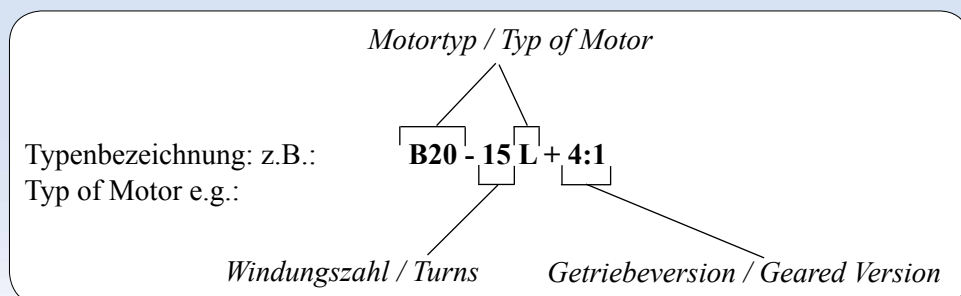 Motortyp / Typ of Motor
Typenbezeichnung: z.B.: B20 - 15 L + 4:1
Typ of Motor e.g.:
Windungszahl / Turns Getriebeversion / Geared Version